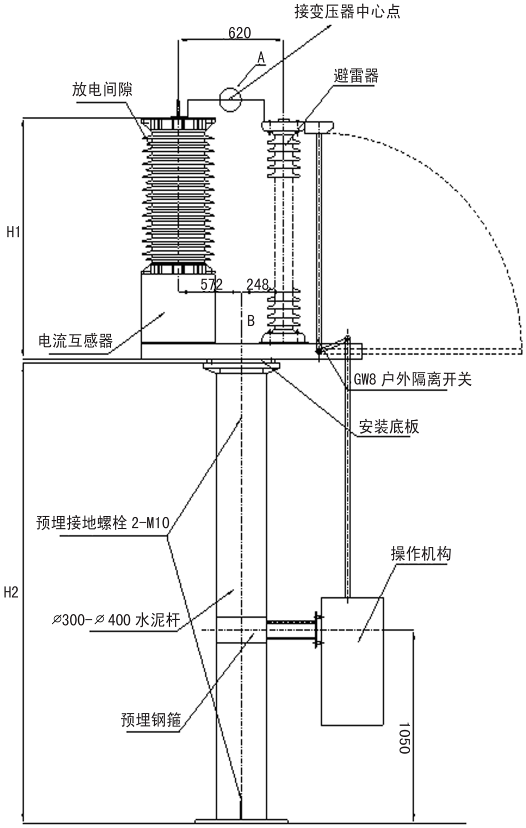 接变压器中心点
620
A
放电间隙
避雷器
H1
572
248
B
电流互感器
GW8 户外隔离开关
安装底板
预埋接地螺栓 2-M10
操作机构
H2
⌀300-⌀400 水泥杆
预埋钢箍
1050